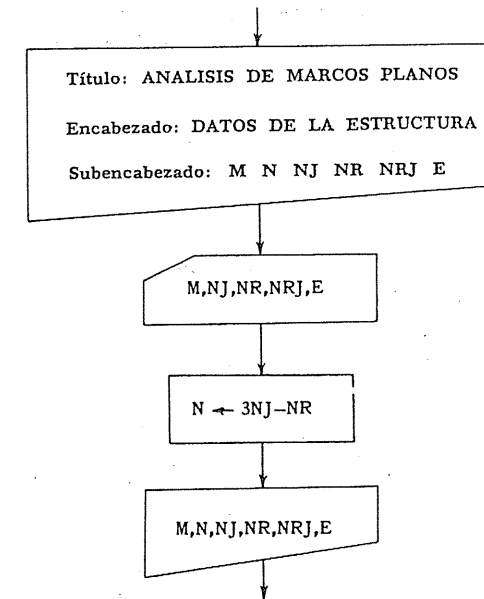 Título: ANALISIS DE MARCOS PLANOS
Encabezado: DATOS DE LA ESTRUCTURA
Subencabezado: M N NJ NR NRJ E
M,NJ,NR,NRJ,E
N ← 3NJ–NR
M,N,NJ,NR,NRJ,E